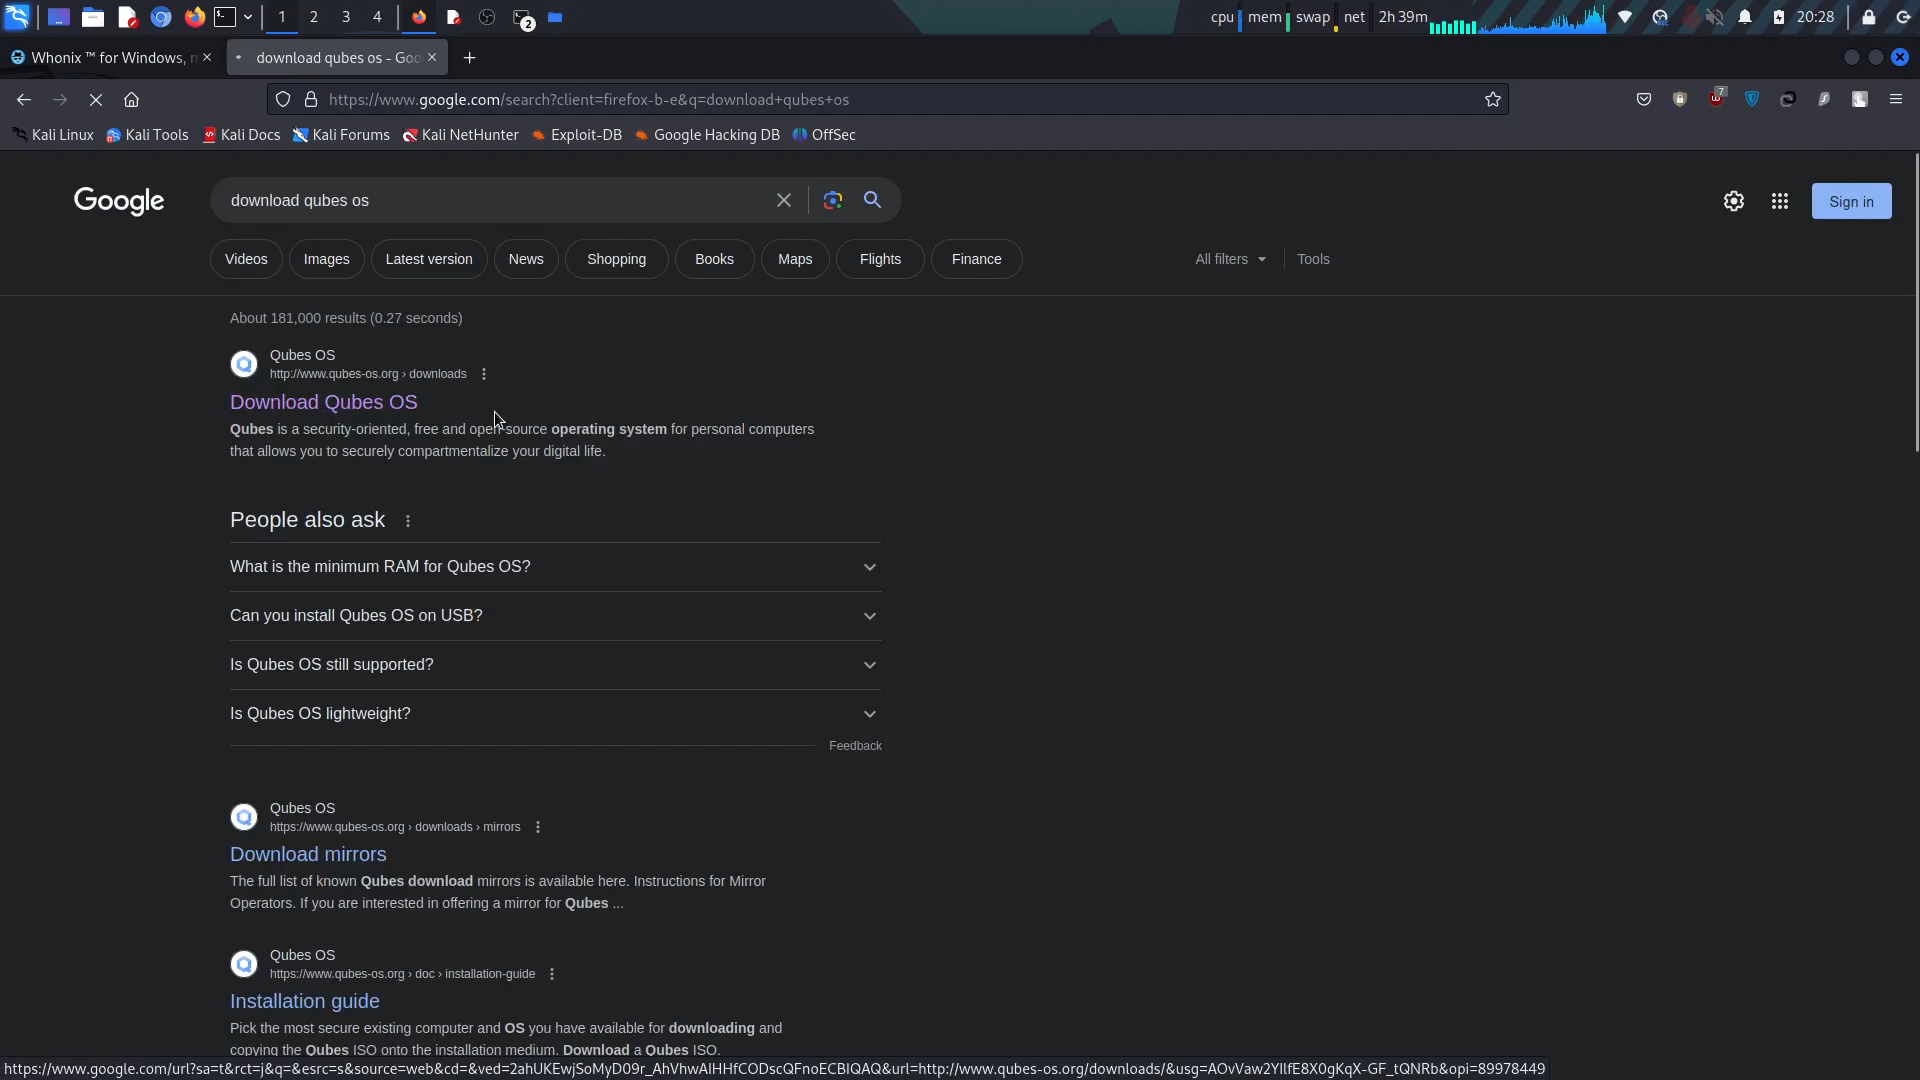 1 2 3 4 2 cpu mem swap net 2h 39m 20:28
Whonix ™ for Windows, n download qubes os - Goo
https://www.google.com/search?client=firefox-b-e&q=download+qubes+os 7
Kali Linux Kali Tools Kali Docs Kali Forums Kali NetHunter Exploit-DB Google Hacking DB OffSec
Google download qubes os Sign in
Videos Images Latest version News Shopping Books Maps Flights Finance All filters Tools
About 181,000 results (0.27 seconds)
Qubes OS
http://www.qubes-os.org › downloads
Download Qubes OS
Qubes is a security-oriented, free and open-source operating system for personal computers
that allows you to securely compartmentalize your digital life.
People also ask
What is the minimum RAM for Qubes OS?
Can you install Qubes OS on USB?
Is Qubes OS still supported?
Is Qubes OS lightweight?
Feedback
Qubes OS
https://www.qubes-os.org › downloads › mirrors
Download mirrors
The full list of known Qubes download mirrors is available here. Instructions for Mirror
Operators. If you are interested in offering a mirror for Qubes ...
Qubes OS
https://www.qubes-os.org › doc › installation-guide
Installation guide
Pick the most secure existing computer and OS you have available for downloading and
copying the Qubes ISO onto the installation medium. Download a Qubes ISO.
https://www.google.com/url?sa=t&rct=j&q=&esrc=s&source=web&cd=&ved=2ahUKEwjSoMyD09r_AhVhwAIHHfCODscQFnoECBIQAQ&url=http://www.qubes-os.org/downloads/&usg=AOvVaw2YIlfE8X0gKqX-GF_tQNRb&opi=89978449